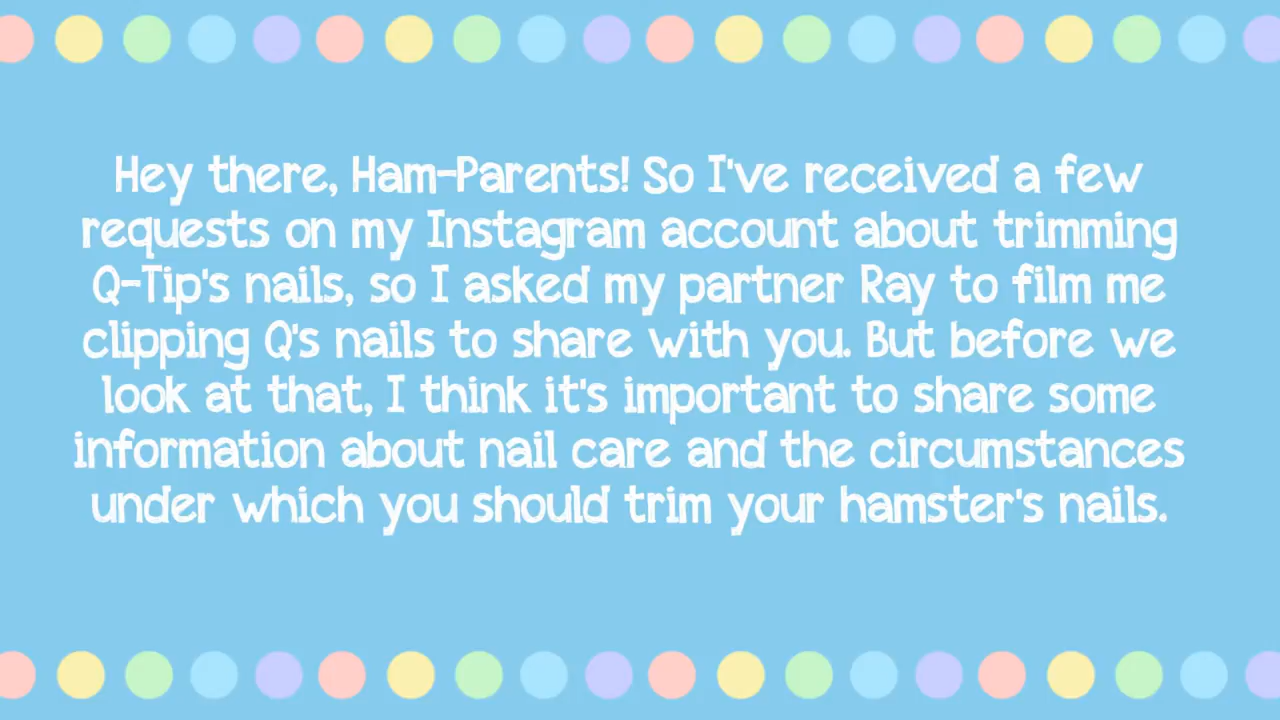 Hey there, Ham-Parents! So I've received a few
requests on my Instagram account about trimming
Q-Tip's nails, so I asked my partner Ray to film me
clipping Q's nails to share with you. But before we
look at that, I think it's important to share some
information about nail care and the circumstances
under which you should trim your hamster's nails.